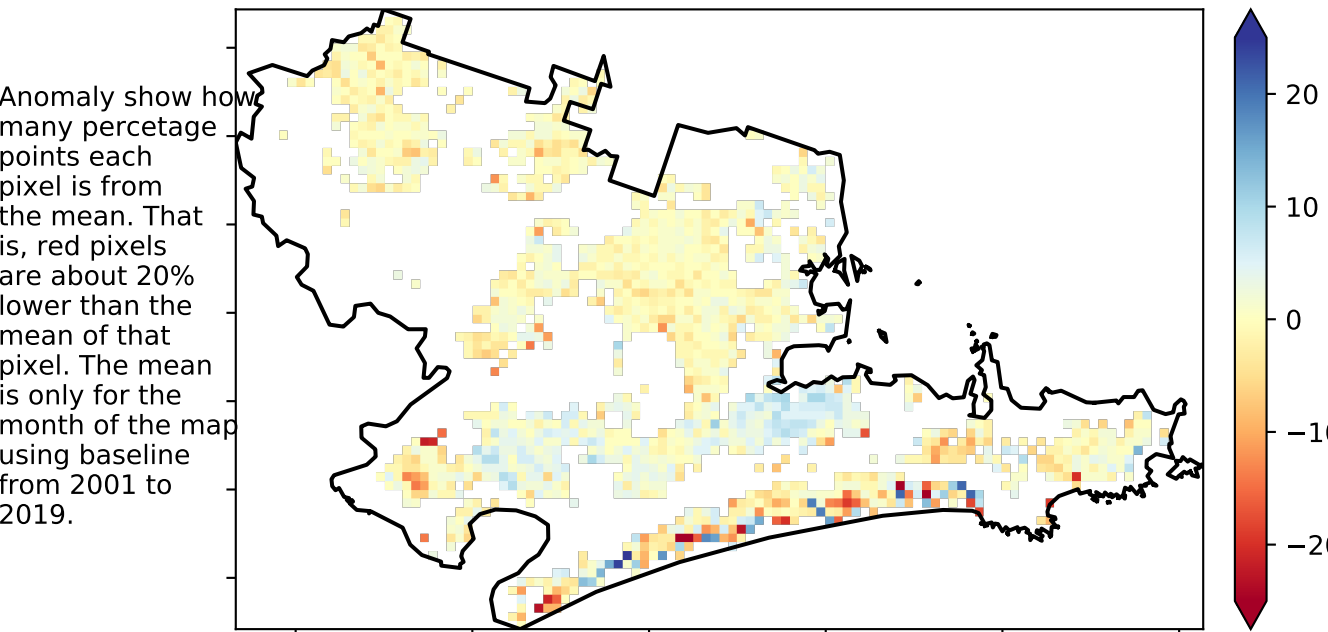 Anomaly show how
many percetage
points each
pixel is from
the mean. That
is, red pixels
are about 20%
lower than the
mean of that
pixel. The mean
is only for the
month of the map
using baseline
from 2001 to
2019.
20
10
0
−10
−20